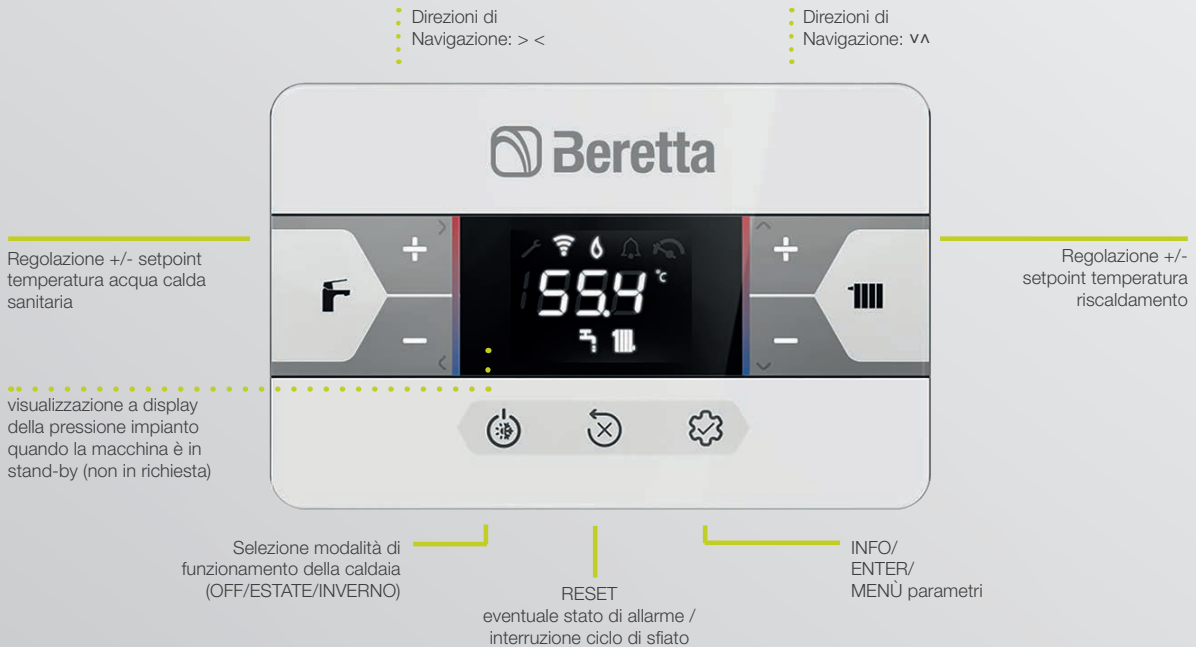 Direzioni di
Navigazione: > <
Direzioni di
Navigazione: ˅˄
Beretta
Regolazione +/- setpoint
temperatura acqua calda
sanitaria
+
+
55.4 °C
-
-
Regolazione +/-
setpoint temperatura
riscaldamento
visualizzazione a display
della pressione impianto
quando la macchina è in
stand-by (non in richiesta)
Selezione modalità di
funzionamento della caldaia
(OFF/ESTATE/INVERNO)
RESET
eventuale stato di allarme /
interruzione ciclo di sfiato
INFO/
ENTER/
MENÙ parametri